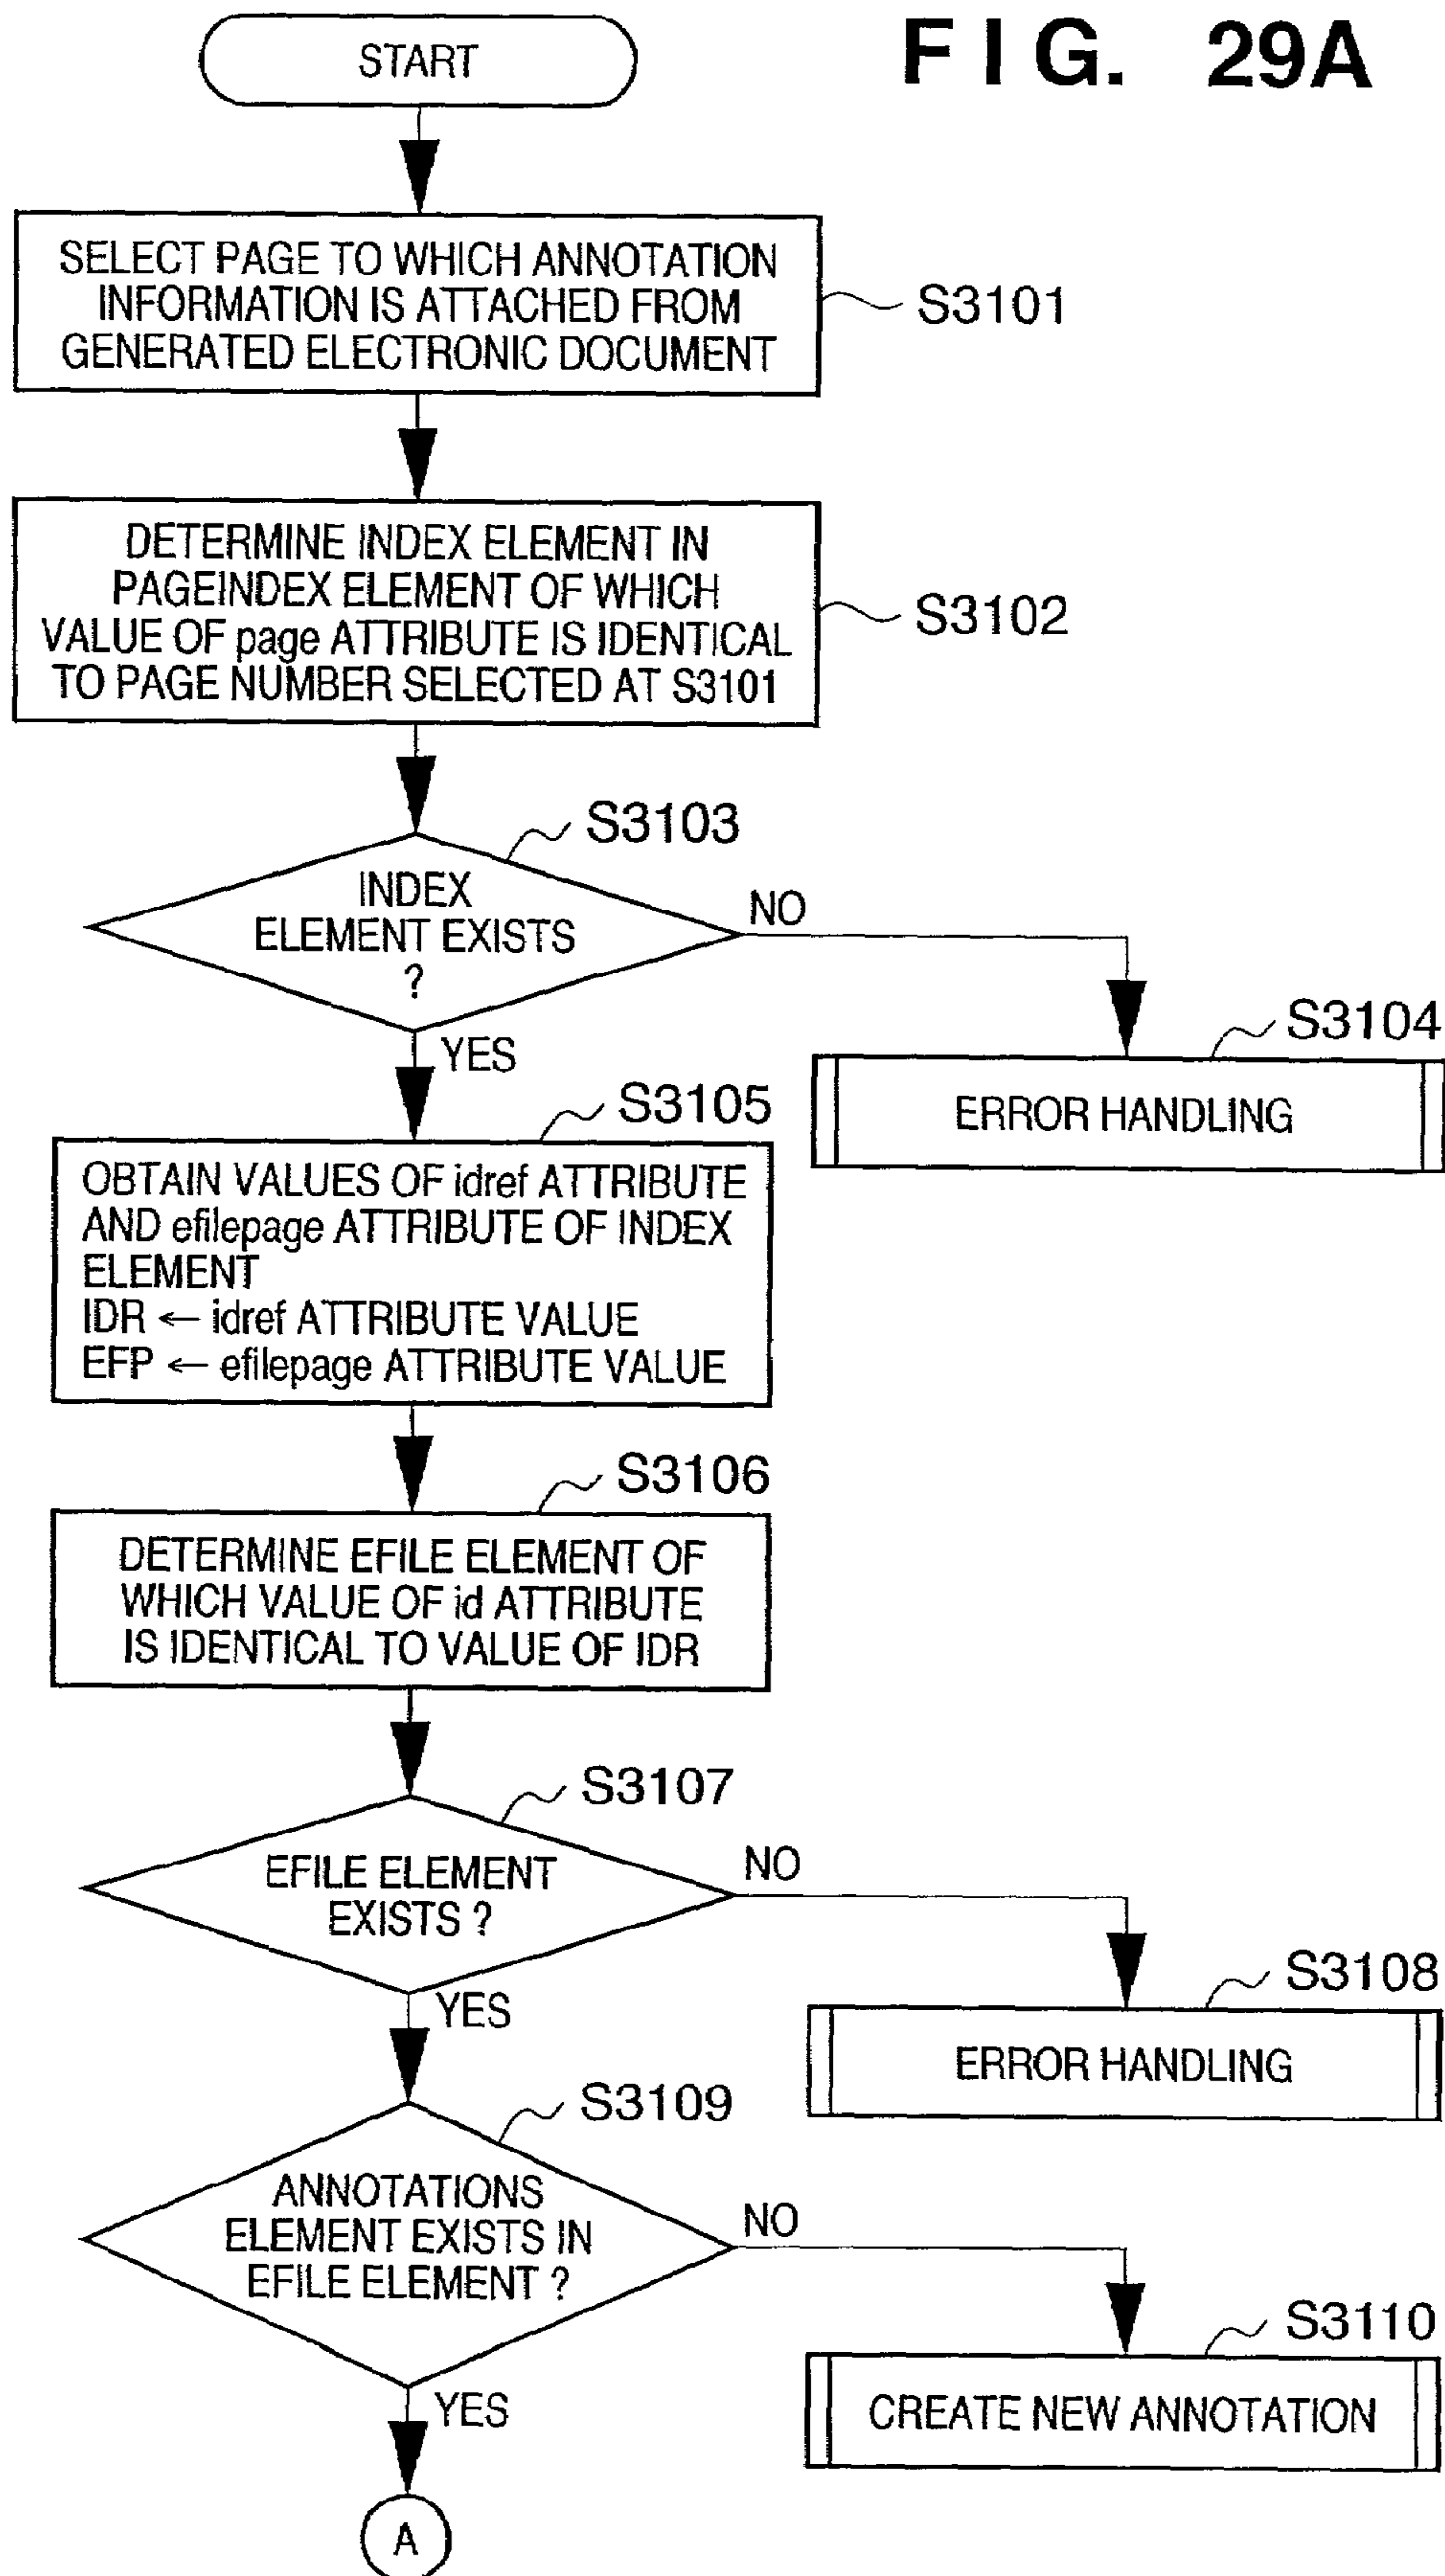 FIG. 29A
START
SELECT PAGE TO WHICH ANNOTATION
INFORMATION IS ATTACHED FROM
GENERATED ELECTRONIC DOCUMENT
S3101
DETERMINE INDEX ELEMENT IN
PAGEINDEX ELEMENT OF WHICH
VALUE OF page ATTRIBUTE IS IDENTICAL
TO PAGE NUMBER SELECTED AT S3101
S3102
S3103
INDEX
ELEMENT EXISTS
?
NO
YES
S3104
ERROR HANDLING
S3105
OBTAIN VALUES OF idref ATTRIBUTE
AND efilepage ATTRIBUTE OF INDEX
ELEMENT
IDR ← idref ATTRIBUTE VALUE
EFP ← efilepage ATTRIBUTE VALUE
S3106
DETERMINE EFILE ELEMENT OF
WHICH VALUE OF id ATTRIBUTE
IS IDENTICAL TO VALUE OF IDR
S3107
EFILE ELEMENT
EXISTS ?
NO
YES
S3108
ERROR HANDLING
S3109
ANNOTATIONS
ELEMENT EXISTS IN
EFILE ELEMENT ?
NO
YES
S3110
CREATE NEW ANNOTATION
A